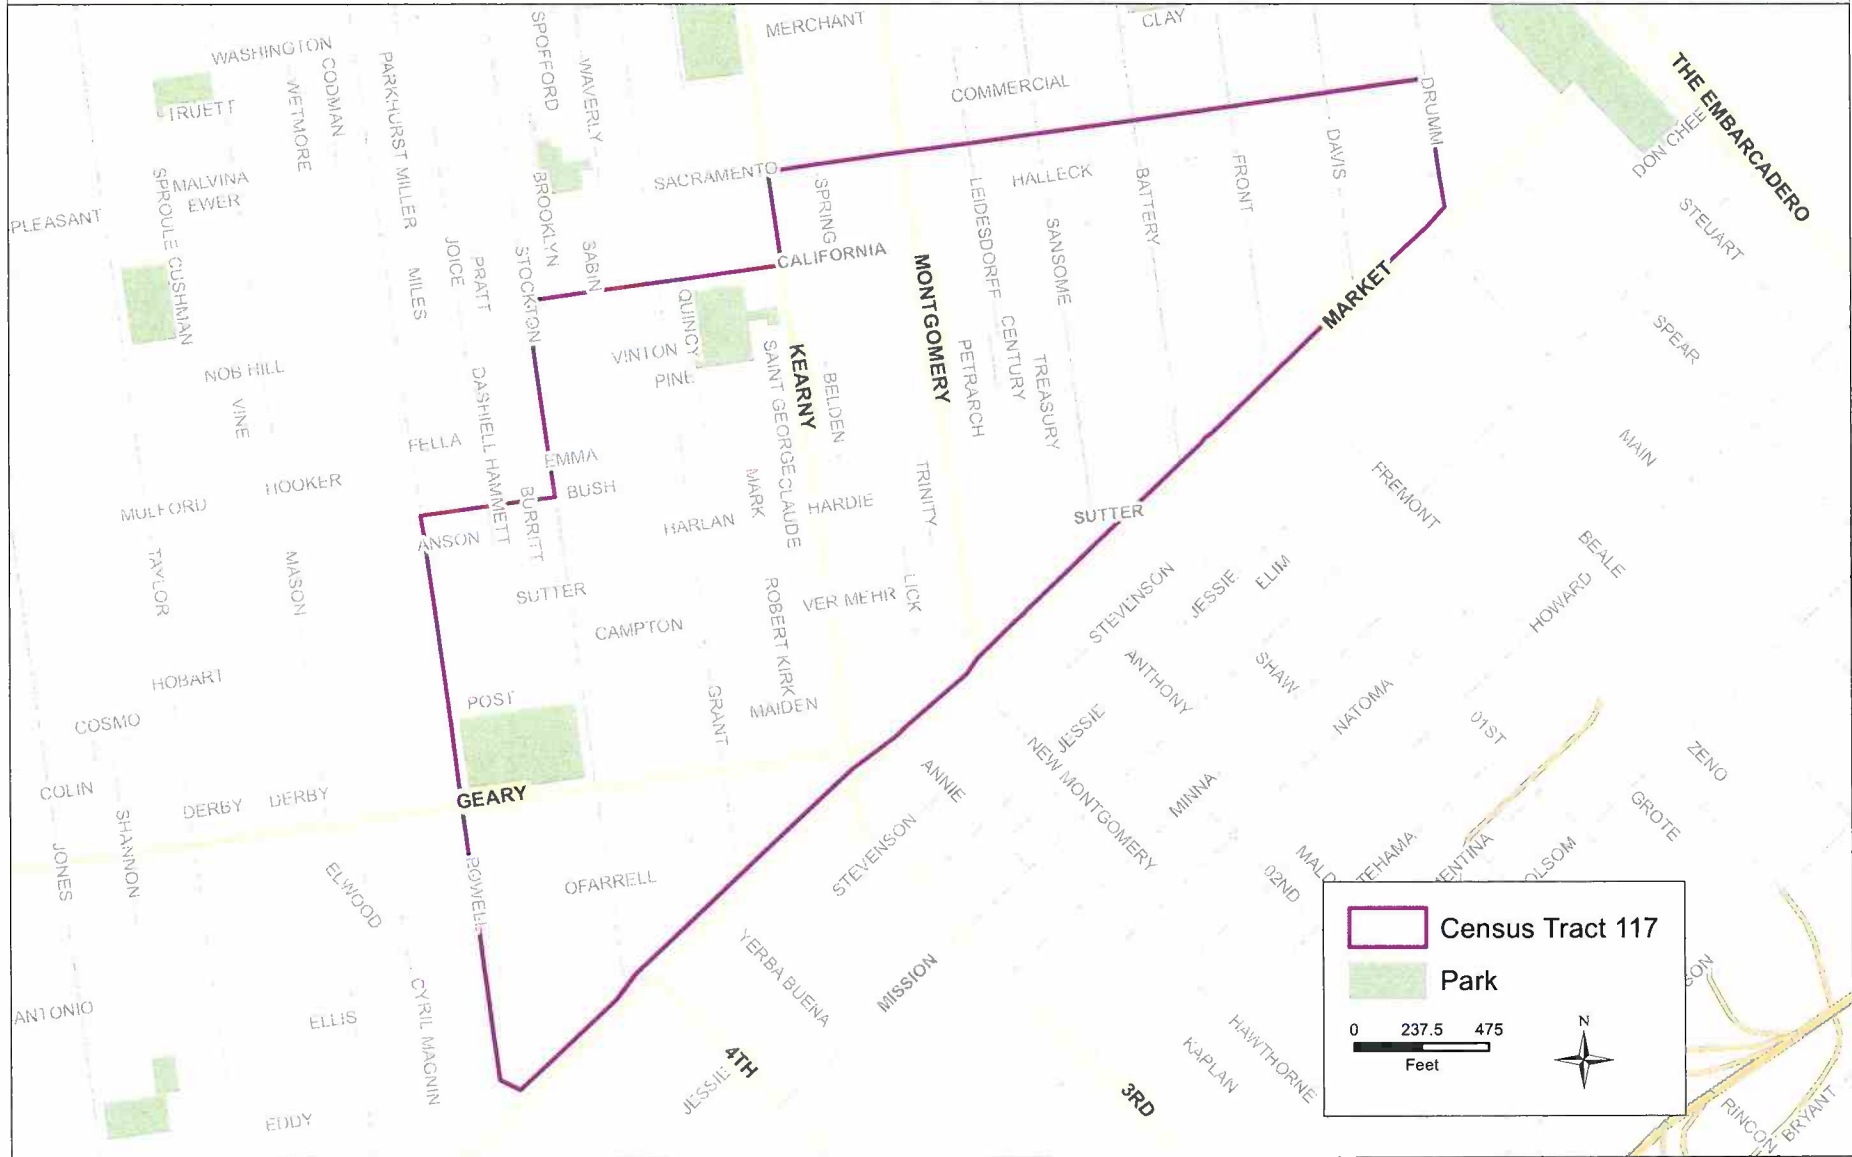 MERCHANT
CLAY
WASHINGTON
SPOFFORD
WAVERLY
CODMAN
WETMORE
PARKHURST
TRUETT
COMMERCIAL
DRUMM
THE EMBARCADERO
DON CHEE
DAVIS
SACRAMENTO
SPRING
HALLECK
BATTERY
FRONT
SPROULE
MALVINA
EWER
MILLER
BROOKLYN
PLEASANT
STEUART
CUSHMAN
JOICE
PRATT
STOCKTON
SABIN
CALIFORNIA
MONTGOMERY
LEIDESDORFF
SANSOME
MILES
QUINCY
MARKET
SPEAR
NOB HILL
VINTON
PINE
SAINT GEORGE
KEARNY
BELDEN
PETRARCH
CENTURY
TREASURY
VINE
DASHIELL HAMMETT
FELLA
EMMA
BUSH
MAIN
HOOKER
MULFORD
BURRITT
MARK
CLAUDE
HARDIE
TRINITY
FREMONT
SUTTER
ANSON
HARLAN
TAYLOR
MASON
SUTTER
CAMPTON
ROBERT KIRK
VER MEHR
LICK
STEVENSON
JESSIE
ELIM
BEALE
HOWARD
HOBART
POST
GRANT
MAIDEN
ANTHONY
SHAW
NATOMA
COSMO
JESSIE
NEW MONTGOMERY
01ST
ZENO
COLIN
DERBY
DERBY
GEARY
ANNIE
MINNA
GROTE
SHANNON
JONES
ELWOOD
POWELL
OFARRELL
STEVENSON
02ND
TEHAMA
YERBA BUENA
MISSION
ANTONIO
ELLIS
CYRIL MAGNIN
EDDY
4TH
JESSIE
3RD
KAPLAN
HAWTHORNE
RINCON
BRYANT
Census Tract 117
Park
0 237.5 475
Feet
N